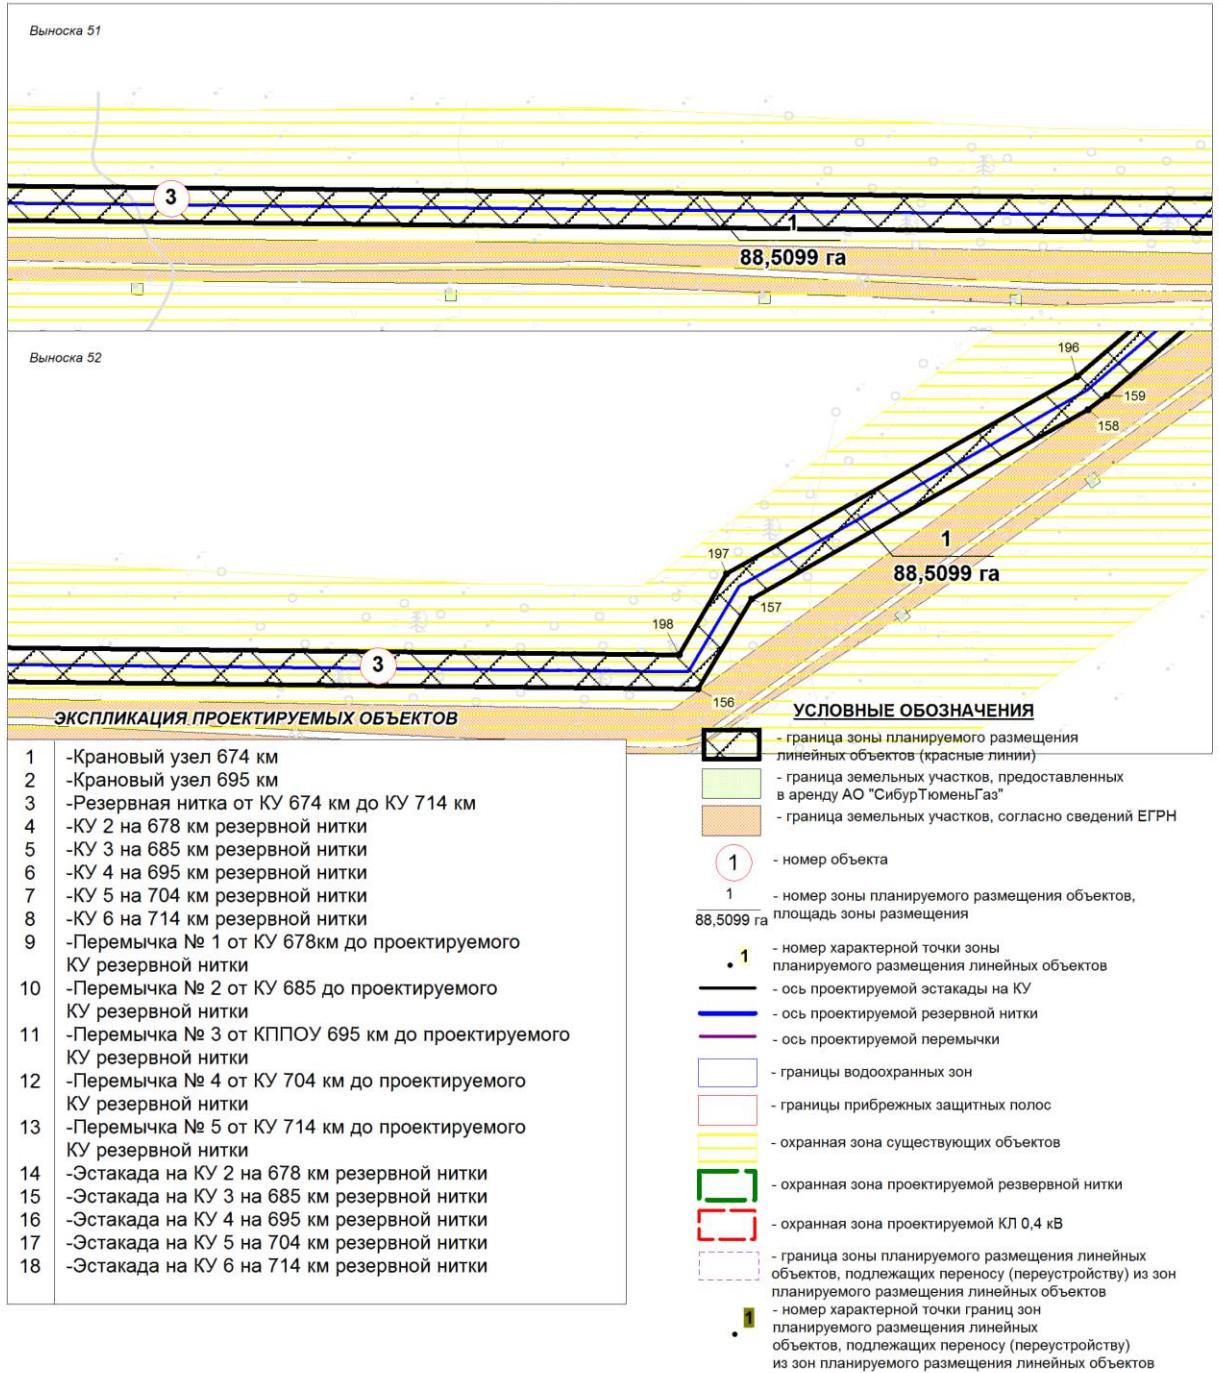 Выноска 51
3
1
88,5099 га
Выноска 52
196
159
158
1
88,5099 га
197
157
198
3
156
ЭКСПЛИКАЦИЯ ПРОЕКТИРУЕМЫХ ОБЪЕКТОВ
1 -Крановый узел 674 км
2 -Крановый узел 695 км
3 -Резервная нитка от КУ 674 км до КУ 714 км
4 -КУ 2 на 678 км резервной нитки
5 -КУ 3 на 685 км резервной нитки
6 -КУ 4 на 695 км резервной нитки
7 -КУ 5 на 704 км резервной нитки
8 -КУ 6 на 714 км резервной нитки
9 -Перемычка № 1 от КУ 678км до проектируемого
КУ резервной нитки
10 -Перемычка № 2 от КУ 685 до проектируемого
КУ резервной нитки
11 -Перемычка № 3 от КППОУ 695 км до проектируемого
КУ резервной нитки
12 -Перемычка № 4 от КУ 704 км до проектируемого
КУ резервной нитки
13 -Перемычка № 5 от КУ 714 км до проектируемого
КУ резервной нитки
14 -Эстакада на КУ 2 на 678 км резервной нитки
15 -Эстакада на КУ 3 на 685 км резервной нитки
16 -Эстакада на КУ 4 на 695 км резервной нитки
17 -Эстакада на КУ 5 на 704 км резервной нитки
18 -Эстакада на КУ 6 на 714 км резервной нитки
УСЛОВНЫЕ ОБОЗНАЧЕНИЯ
- граница зоны планируемого размещения
линейных объектов (красные линии)
- граница земельных участков, предоставленных
в аренду АО "СибурТюменьГаз"
- граница земельных участков, согласно сведений ЕГРН
1 - номер объекта
1 - номер зоны планируемого размещения объектов,
88,5099 га площадь зоны размещения
1 - номер характерной точки зоны
планируемого размещения линейных объектов
- ось проектируемой эстакады на КУ
- ось проектируемой резервной нитки
- ось проектируемой перемычки
- границы водоохранных зон
- границы прибрежных защитных полос
- охранная зона существующих объектов
- охранная зона проектируемой резвервной нитки
- охранная зона проектируемой КЛ 0,4 кВ
- граница зоны планируемого размещения линейных
объектов, подлежащих переносу (переустройству) из зон
планируемого размещения линейных объектов
1 - номер характерной точки границ зон
планируемого размещения линейных
объектов, подлежащих переносу (переустройству)
из зон планируемого размещения линейных объектов